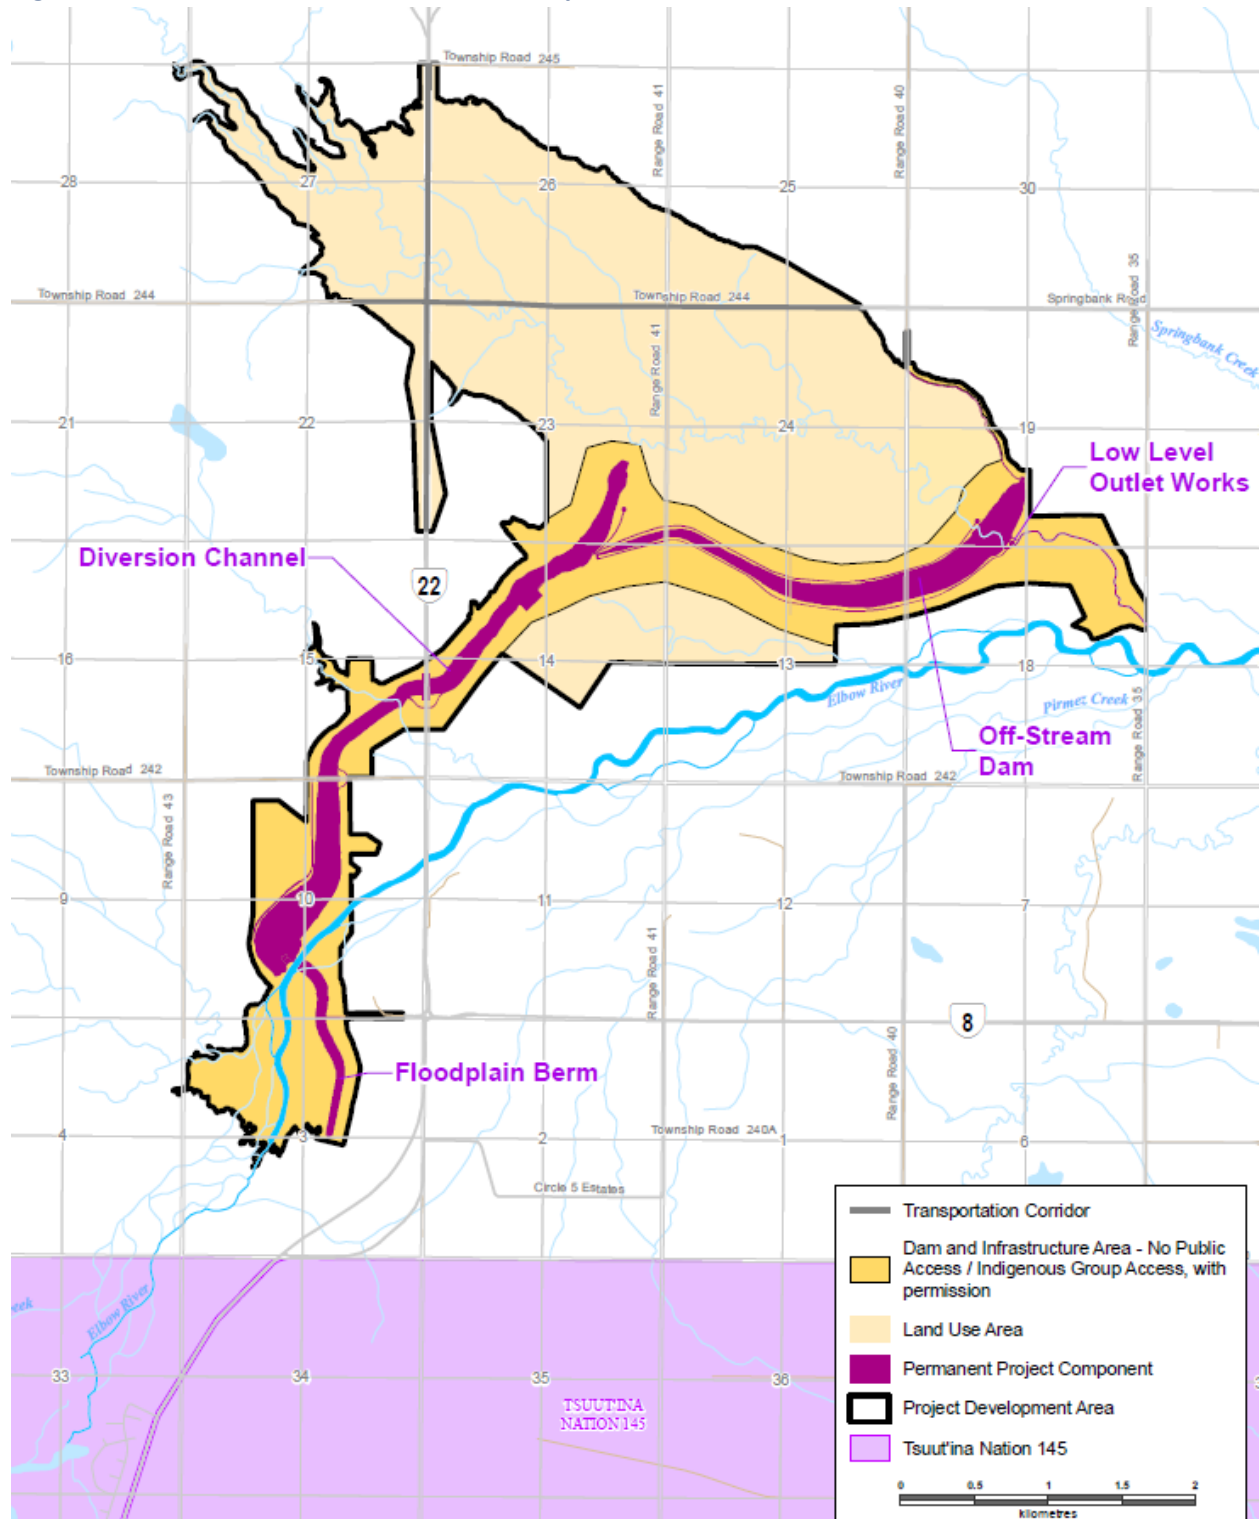 Township Road 245
Range Road 41
Range Road 40
28
27
26
25
30
Range Road 35
Township Road 244
Township Road 244
Springbank
Springbank Creek
Range Road 41
21
22
23
24
19
Low Level
Outlet Works
Diversion Channel
22
16
15
14
13
18
Elbow River
Pirmez Creek
Range Road 35
Off-Stream
Dam
Township Road 242
Township Road 242
Range Road 43
9
10
11
12
7
Range Road 41
8
Floodplain Berm
Range Road 40
4
3
2
Township Road 240A
1
6
Circle 5 Estates
Elbow River
33
34
35
36
TSUUT'INA
NATION 145
Transportation Corridor
Dam and Infrastructure Area - No Public
Access / Indigenous Group Access, with
permission
Land Use Area
Permanent Project Component
Project Development Area
Tsuut'ina Nation 145
0 0.5 1 1.5 2
kilometres